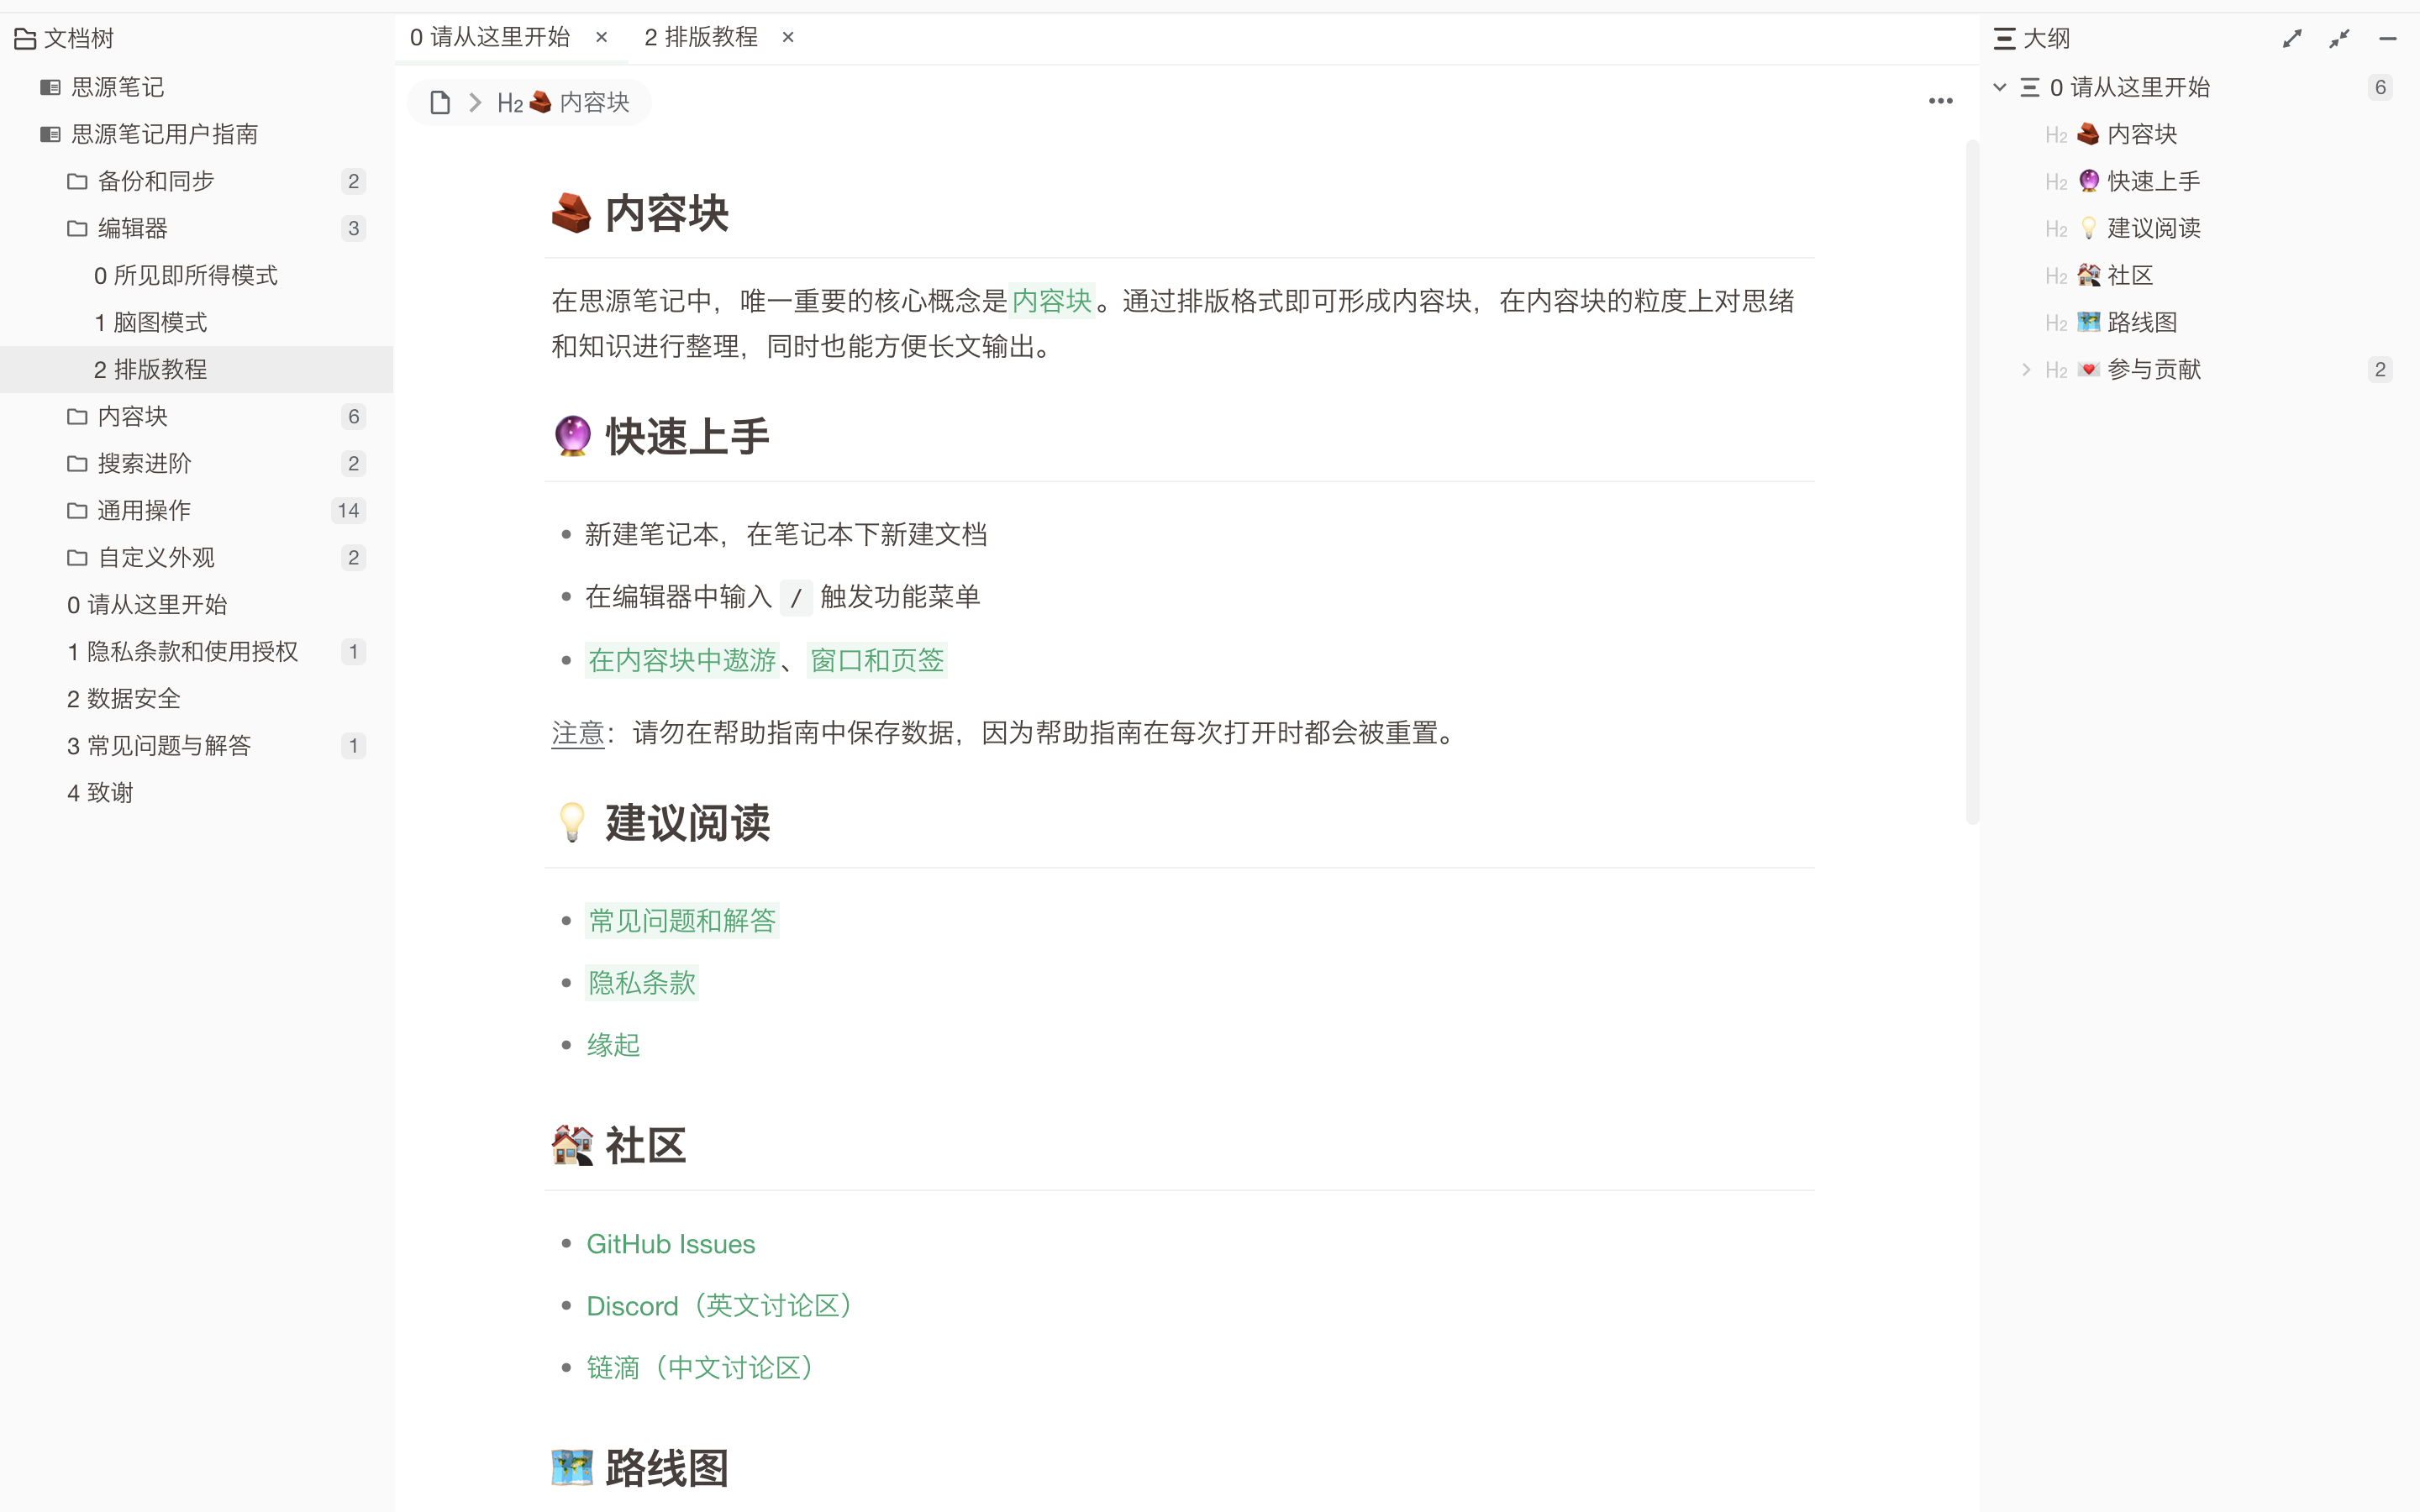 文档树
思源笔记
思源笔记用户指南
备份和同步 2
编辑器 3
0 所见即所得模式
1 脑图模式
2 排版教程
内容块 6
搜索进阶 2
通用操作 14
自定义外观 2
0 请从这里开始
1 隐私条款和使用授权 1
2 数据安全
3 常见问题与解答 1
4 致谢
0 请从这里开始 × 2 排版教程 ×
H2 内容块
内容块
在思源笔记中，唯一重要的核心概念是内容块。通过排版格式即可形成内容块，在内容块的粒度上对思绪
和知识进行整理，同时也能方便长文输出。
快速上手
新建笔记本，在笔记本下新建文档
在编辑器中输入 / 触发功能菜单
在内容块中遨游、窗口和页签
注意：请勿在帮助指南中保存数据，因为帮助指南在每次打开时都会被重置。
建议阅读
常见问题和解答
隐私条款
缘起
社区
GitHub Issues
Discord（英文讨论区）
链滴（中文讨论区）
路线图
大纲
0 请从这里开始 6
H2 内容块
H2 快速上手
H2 建议阅读
H2 社区
H2 路线图
H2 参与贡献 2